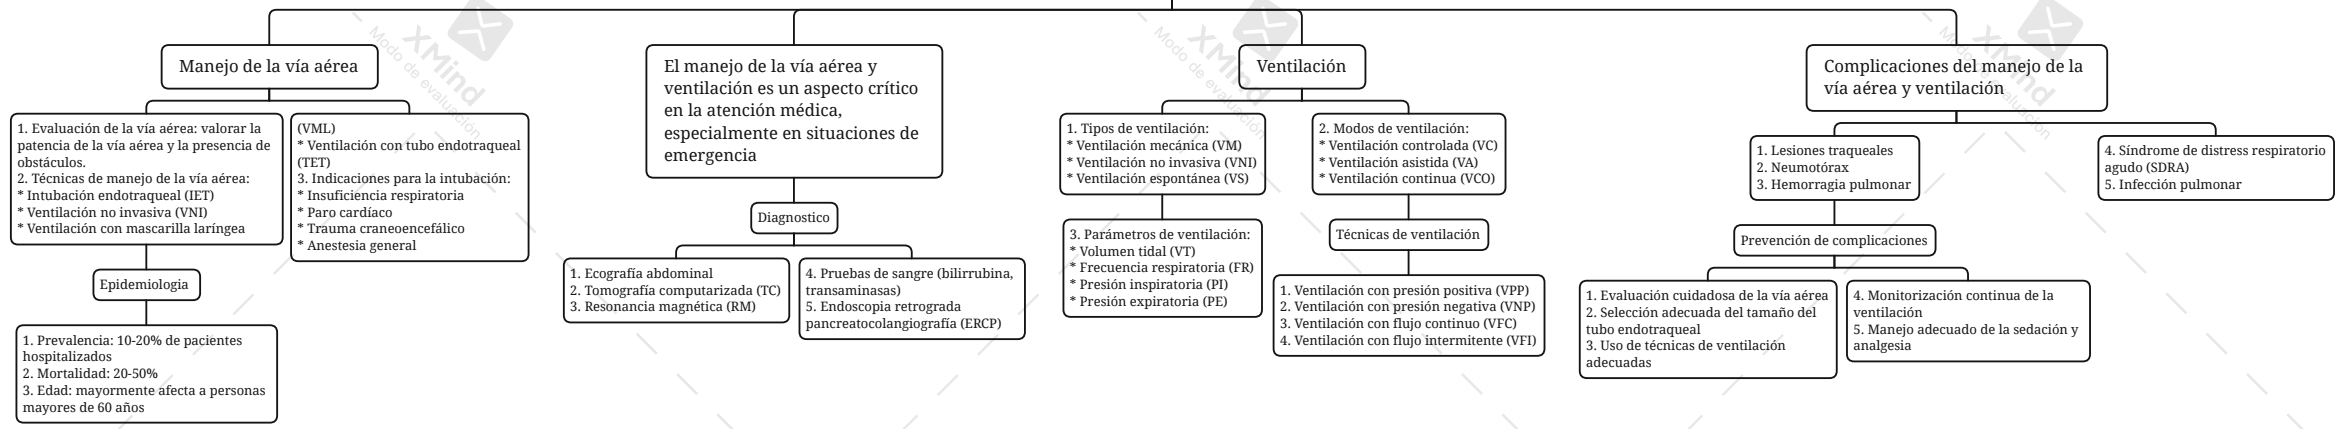 Manejo de la vía aérea
1. Evaluación de la vía aérea: valorar la
patencia de la vía aérea y la presencia de
obstáculos.
2. Técnicas de manejo de la vía aérea:
* Intubación endotraqueal (IET)
* Ventilación no invasiva (VNI)
* Ventilación con mascarilla laríngea
(VML)
* Ventilación con tubo endotraqueal
(TET)
3. Indicaciones para la intubación:
* Insuficiencia respiratoria
* Paro cardíaco
* Trauma craneoencefálico
* Anestesia general
Epidemiologia
1. Prevalencia: 10-20% de pacientes
hospitalizados
2. Mortalidad: 20-50%
3. Edad: mayormente afecta a personas
mayores de 60 años
El manejo de la vía aérea y
ventilación es un aspecto crítico
en la atención médica,
especialmente en situaciones de
emergencia
Diagnostico
1. Ecografía abdominal
2. Tomografía computarizada (TC)
3. Resonancia magnética (RM)
4. Pruebas de sangre (bilirrubina,
transaminasas)
5. Endoscopia retrograda
pancreatocolangiografía (ERCP)
Ventilación
1. Tipos de ventilación:
* Ventilación mecánica (VM)
* Ventilación no invasiva (VNI)
* Ventilación espontánea (VS)
3. Parámetros de ventilación:
* Volumen tidal (VT)
* Frecuencia respiratoria (FR)
* Presión inspiratoria (PI)
* Presión expiratoria (PE)
2. Modos de ventilación:
* Ventilación controlada (VC)
* Ventilación asistida (VA)
* Ventilación continua (VCO)
Técnicas de ventilación
1. Ventilación con presión positiva (VPP)
2. Ventilación con presión negativa (VNP)
3. Ventilación con flujo continuo (VFC)
4. Ventilación con flujo intermitente (VFI)
Complicaciones del manejo de la
vía aérea y ventilación
1. Lesiones traqueales
2. Neumotórax
3. Hemorragia pulmonar
4. Síndrome de distress respiratorio
agudo (SDRA)
5. Infección pulmonar
Prevención de complicaciones
1. Evaluación cuidadosa de la vía aérea
2. Selección adecuada del tamaño del
tubo endotraqueal
3. Uso de técnicas de ventilación
adecuadas
4. Monitorización continua de la
ventilación
5. Manejo adecuado de la sedación y
analgesia
XMind
Modo de evaluación
XMind
Modo de evaluación
XMind
Modo de evaluación